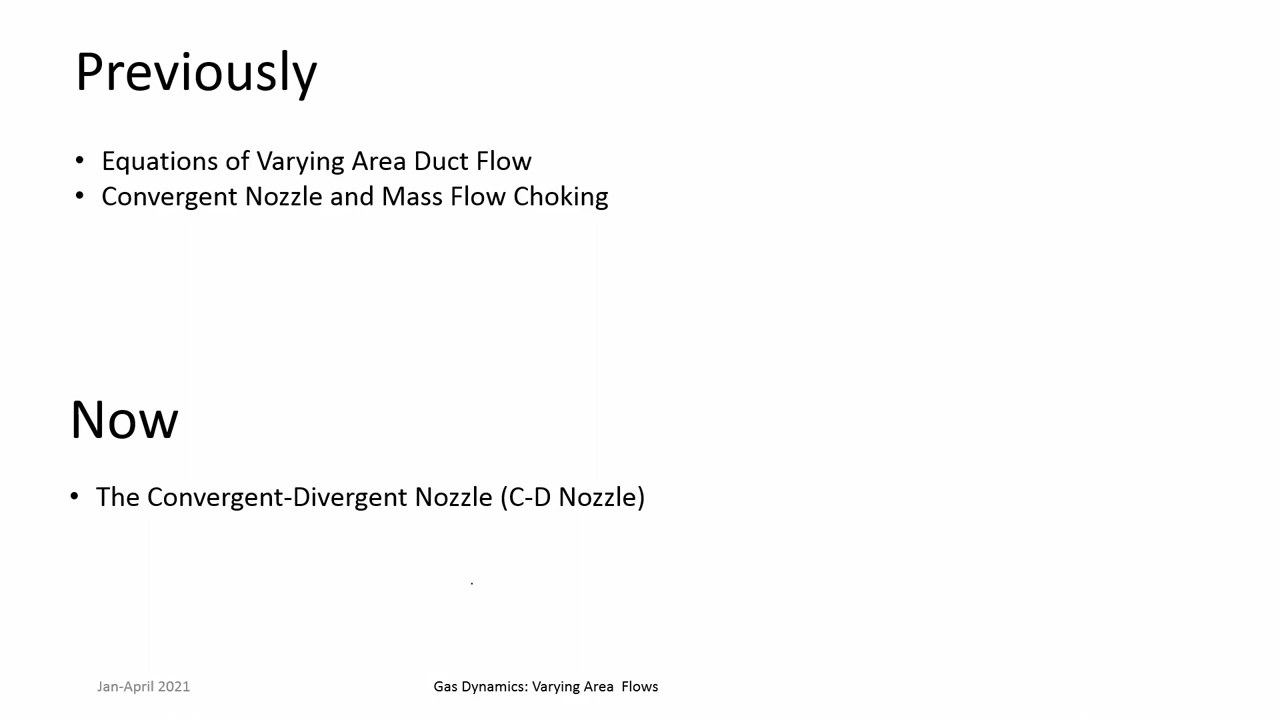 Previously
• Equations of Varying Area Duct Flow
• Convergent Nozzle and Mass Flow Choking
Now
• The Convergent-Divergent Nozzle (C-D Nozzle)
Jan-April 2021
Gas Dynamics: Varying Area  Flows